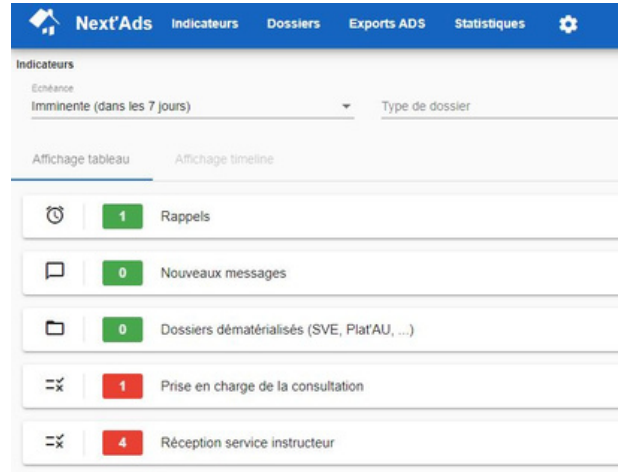 Next'Ads Indicateurs Dossiers Exports ADS Statistiques
Indicateurs
Echéance
Imminente (dans les 7 jours) Type de dossier
Affichage tableau Affichage timeline
1 Rappels
0 Nouveaux messages
0 Dossiers dématérialisés (SVE, Plat'AU, ...)
1 Prise en charge de la consultation
4 Réception service instructeur